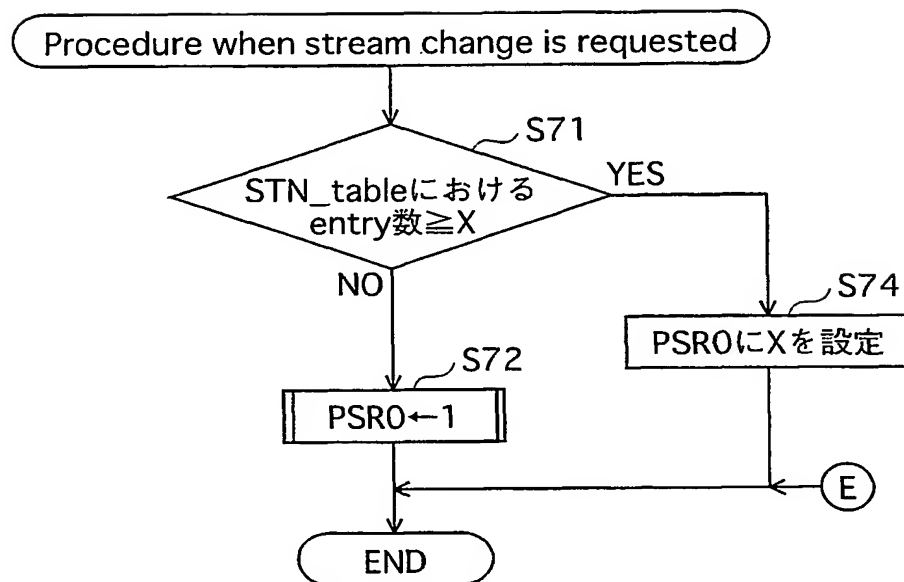 Procedure when stream change is requested
S71
STN_tableにおける
entry数≧X
YES
NO
S74
PSR0にXを設定
S72
PSR0←1
E
END